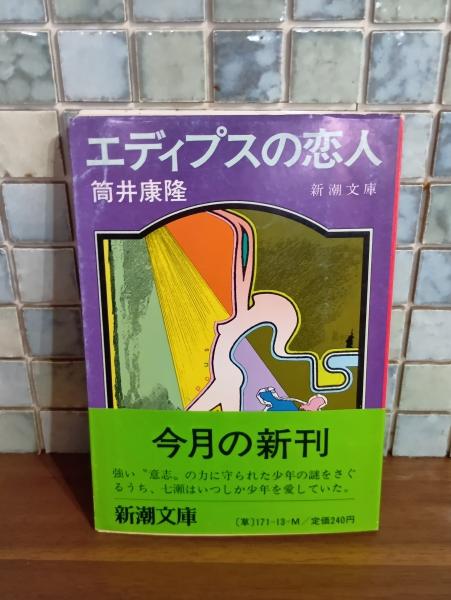 エディプスの恋人
筒井康隆
新潮文庫
今月の新刊
強い〝意志〟の力に守られた少年の謎をさぐ
るうち、七瀬はいつしか少年を愛していた。
新潮文庫
〔草〕171-13-M/定価240円